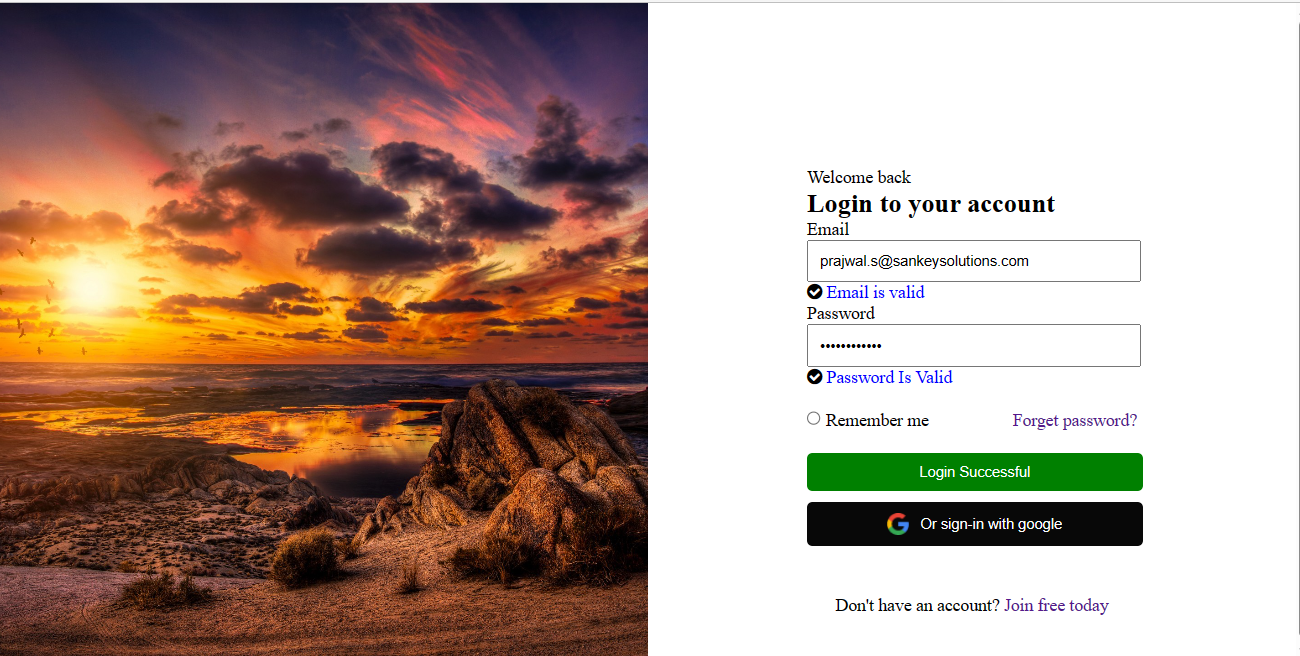 Welcome back
Login to your account
Email
prajwal.s@sankeysolutions.com
Email is valid
Password
••••••••••••
Password Is Valid
Remember me Forget password?
Login Successful
Or sign-in with google
Don't have an account? Join free today